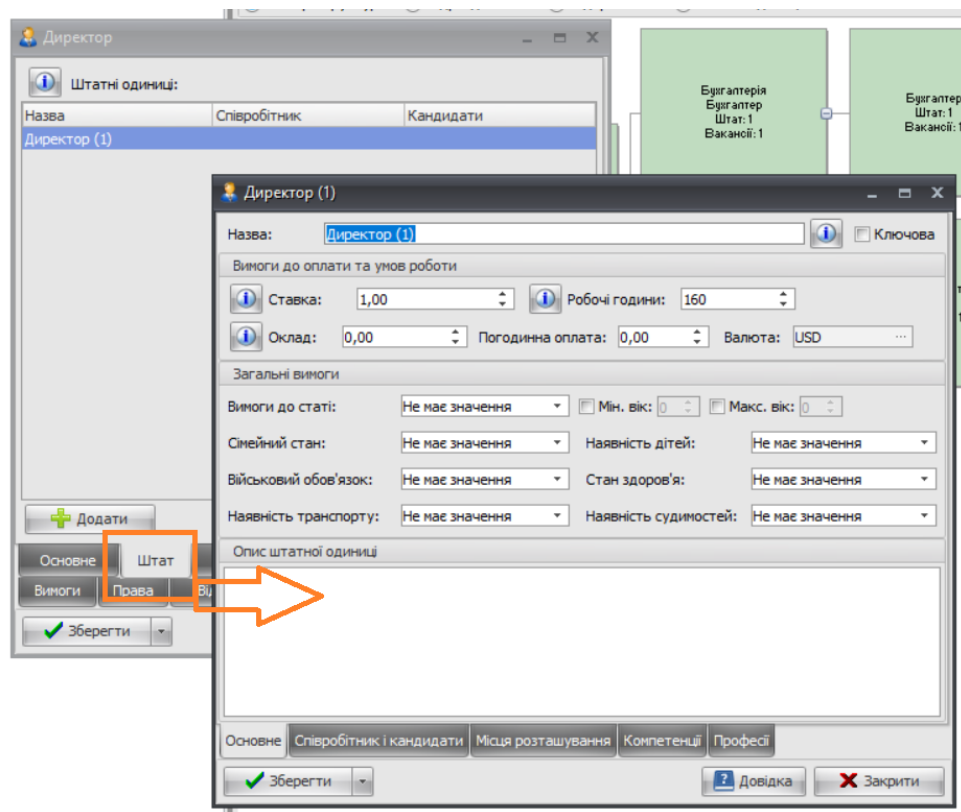 Директор
Штатні одиниці:
Назва Співробітник Кандидати
Директор (1)
Додати
Основне Штат
Вимоги Права
Зберегти
Бухгалтерія
Бухгалтер
Штат: 1
Вакансії: 1
Бухгалтер
Штат: 1
Вакансії: 1
Директор (1)
Назва: Директор (1) Ключова
Вимоги до оплати та умов роботи
Ставка: 1,00 Робочі години: 160
Оклад: 0,00 Погодинна оплата: 0,00 Валюта: USD ...
Загальні вимоги
Вимоги до статі: Не має значення Мін. вік: 0 Макс. вік: 0
Сімейний стан: Не має значення Наявність дітей: Не має значення
Військовий обов'язок: Не має значення Стан здоров'я: Не має значення
Наявність транспорту: Не має значення Наявність судимостей: Не має значення
Опис штатної одиниці
Основне Співробітник і кандидати Місця розташування Компетенції Професії
Зберегти Довідка Закрити